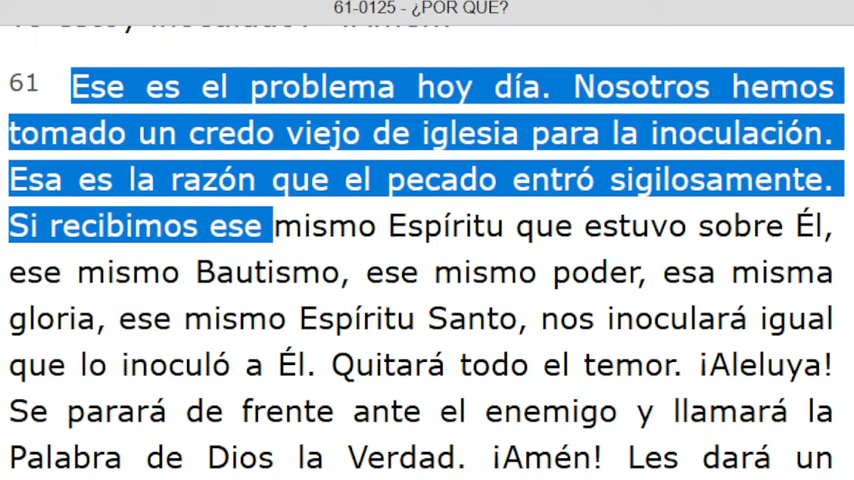 61-0125 - ¿POR QUÉ?
61 Ese es el problema hoy día. Nosotros hemos
tomado un credo viejo de iglesia para la inoculación.
Esa es la razón que el pecado entró sigilosamente.
Si recibimos ese mismo Espíritu que estuvo sobre Él,
ese mismo Bautismo, ese mismo poder, esa misma
gloria, ese mismo Espíritu Santo, nos inoculará igual
que lo inoculó a Él. Quitará todo el temor. ¡Aleluya!
Se parará de frente ante el enemigo y llamará la
Palabra de Dios la Verdad. ¡Amén! Les dará un